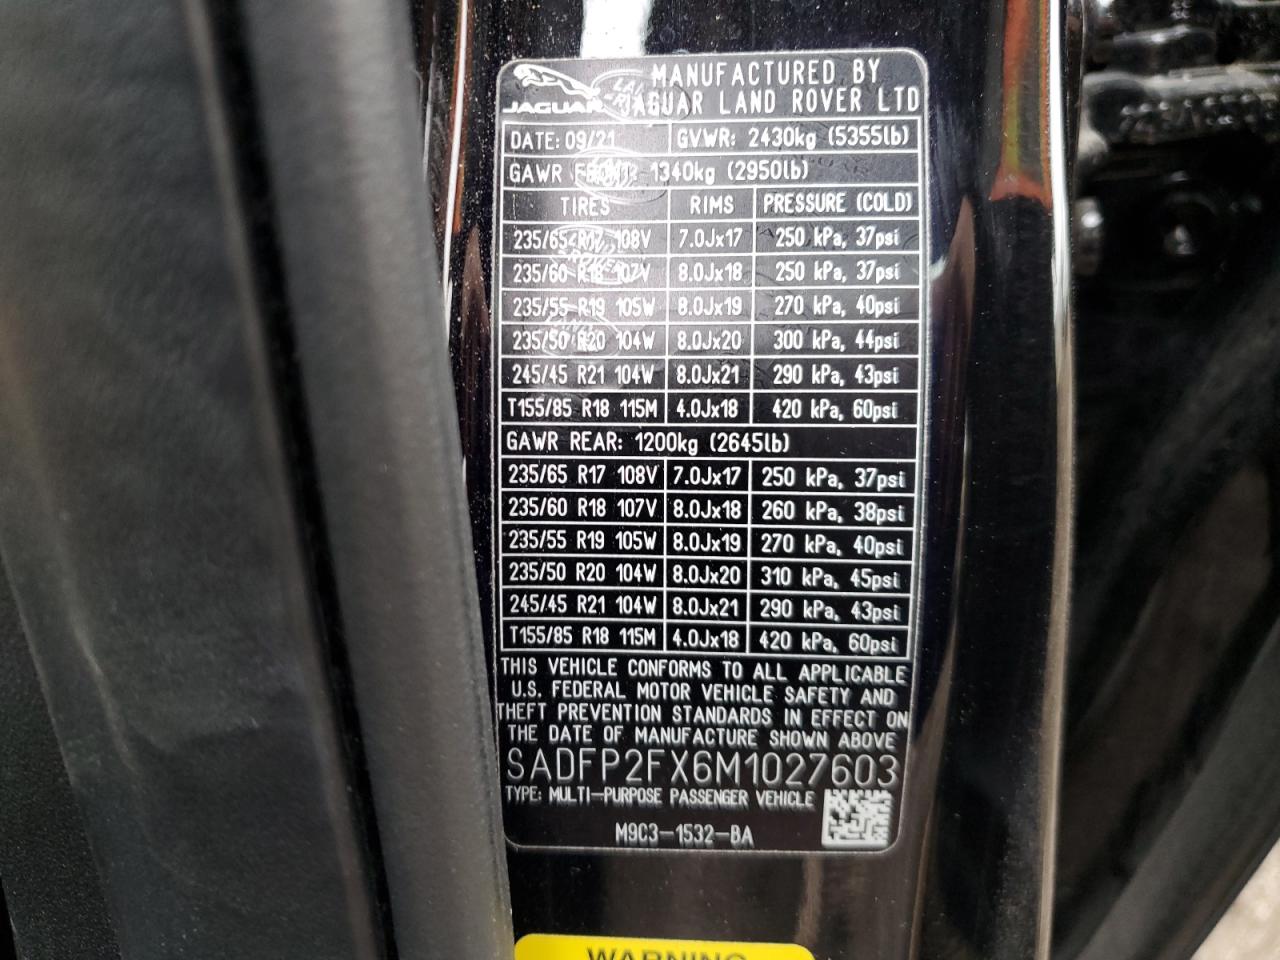 JAGUAR MANUFACTURED BY
JAGUAR LAND ROVER LTD
DATE: 09/21 GVWR: 2430kg (5355lb)
GAWR FRONT: 1340kg (2950lb)
TIRES RIMS PRESSURE (COLD)
235/65 R17 108V 7.0Jx17 250 kPa, 37psi
235/60 R18 107V 8.0Jx18 250 kPa, 37psi
235/55 R19 105W 8.0Jx19 270 kPa, 40psi
235/50 R20 104W 8.0Jx20 300 kPa, 44psi
245/45 R21 104W 8.0Jx21 290 kPa, 43psi
T155/85 R18 115M 4.0Jx18 420 kPa, 60psi
GAWR REAR: 1200kg (2645lb)
235/65 R17 108V 7.0Jx17 250 kPa, 37psi
235/60 R18 107V 8.0Jx18 260 kPa, 38psi
235/55 R19 105W 8.0Jx19 270 kPa, 40psi
235/50 R20 104W 8.0Jx20 310 kPa, 45psi
245/45 R21 104W 8.0Jx21 290 kPa, 43psi
T155/85 R18 115M 4.0Jx18 420 kPa, 60psi
THIS VEHICLE CONFORMS TO ALL APPLICABLE
U.S. FEDERAL MOTOR VEHICLE SAFETY AND
THEFT PREVENTION STANDARDS IN EFFECT ON
THE DATE OF MANUFACTURE SHOWN ABOVE
SADFP2FX6M1027603
TYPE: MULTI-PURPOSE PASSENGER VEHICLE
M9C3-1532-BA
WARNING